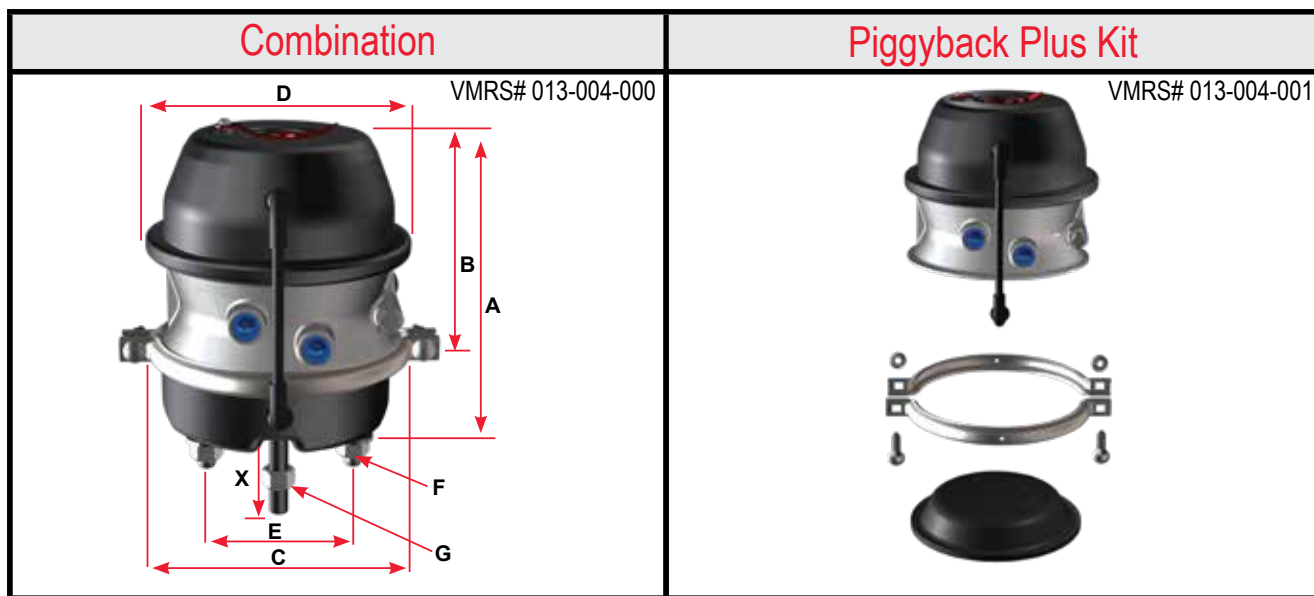 Combination
Piggyback Plus Kit
VMRS# 013-004-000
VMRS# 013-004-001
D
B
A
X
F
E
G
C